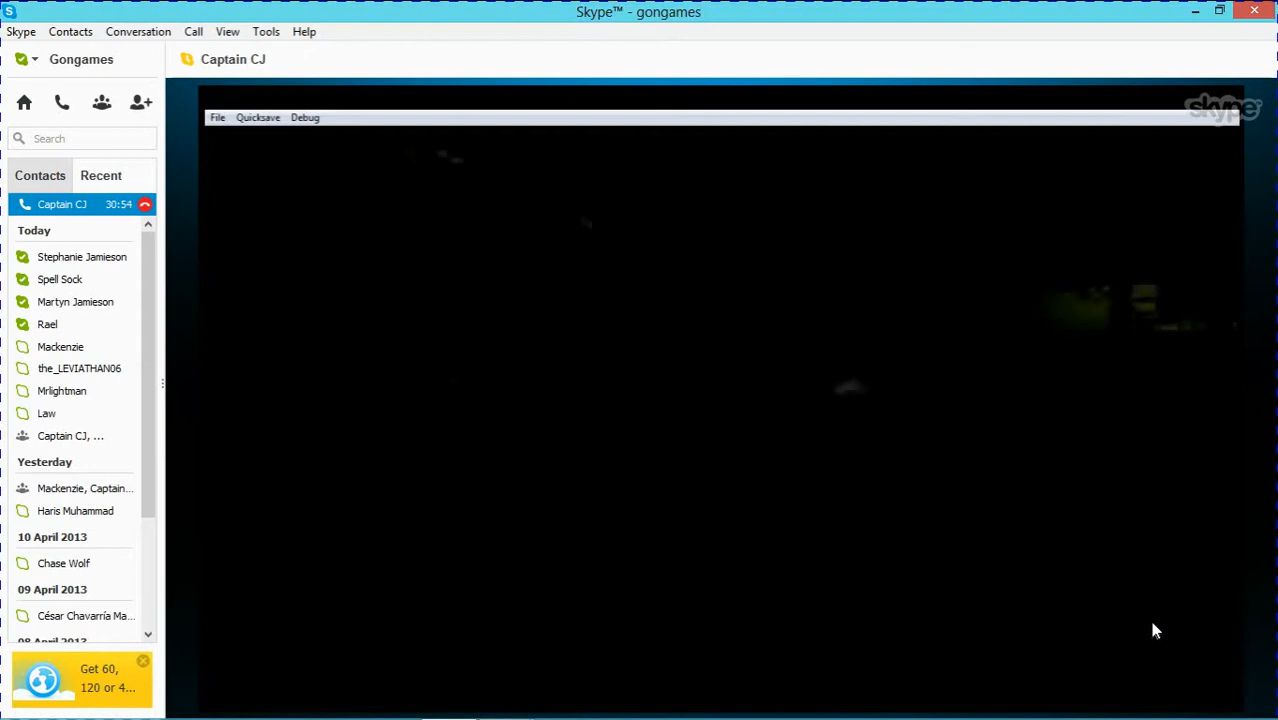 Skype™ - gongames
Skype Contacts Conversation Call View Tools Help
Gongames
Captain CJ
skype
File Quicksave Debug
Search
Contacts Recent
Captain CJ 30:54
Today
Stephanie Jamieson
Spell Sock
Martyn Jamieson
Rael
Mackenzie
the_LEVIATHAN06
Mrlightman
Law
Captain CJ, ...
Yesterday
Mackenzie, Captain...
Haris Muhammad
10 April 2013
Chase Wolf
09 April 2013
César Chavarría Ma...
08 April 2013
Get 60,
120 or 4...